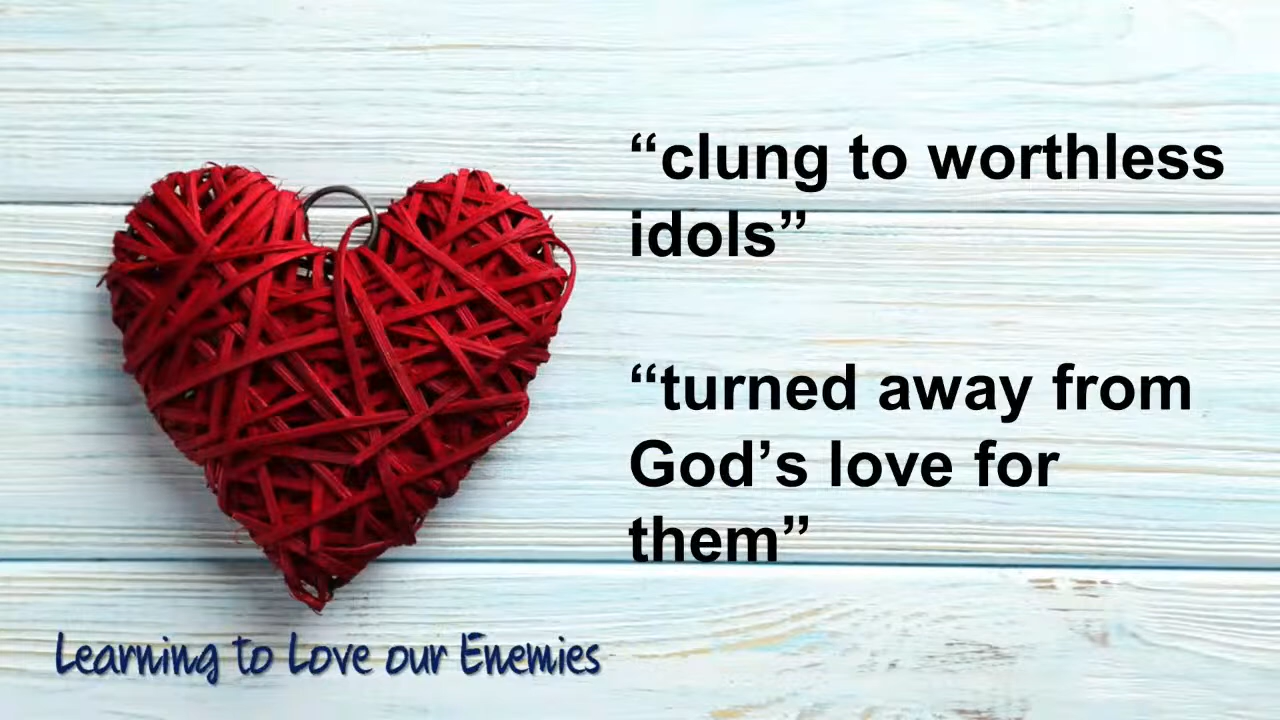 “clung to worthless
idols”
“turned away from
God’s love for
them”
Learning to Love our Enemies